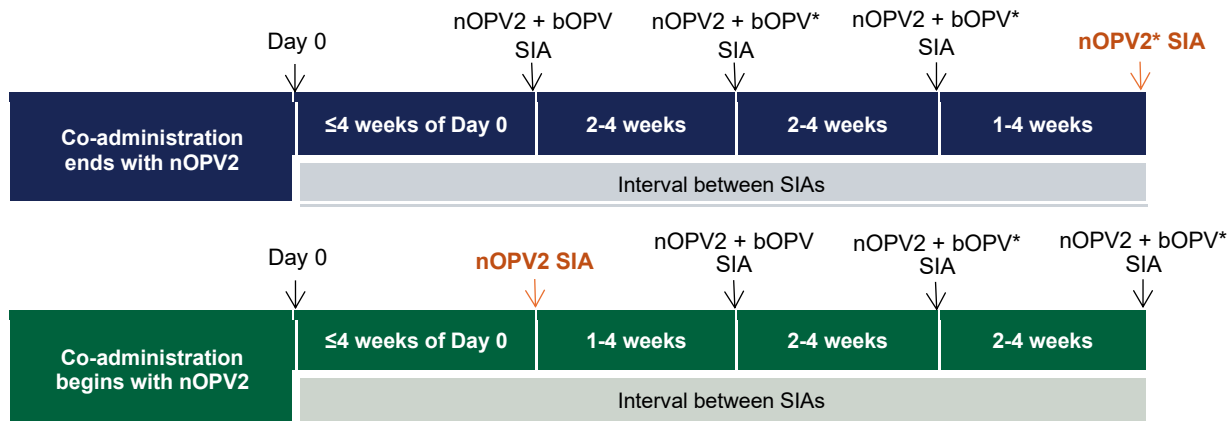 Day 0
nOPV2 + bOPV
SIA
nOPV2 + bOPV*
SIA
nOPV2 + bOPV*
SIA
nOPV2* SIA
Co-administration
ends with nOPV2
≤4 weeks of Day 0
2-4 weeks
2-4 weeks
1-4 weeks
Interval between SIAs
Day 0
nOPV2 SIA
nOPV2 + bOPV
SIA
nOPV2 + bOPV*
SIA
nOPV2 + bOPV*
SIA
Co-administration
begins with nOPV2
≤4 weeks of Day 0
1-4 weeks
2-4 weeks
2-4 weeks
Interval between SIAs